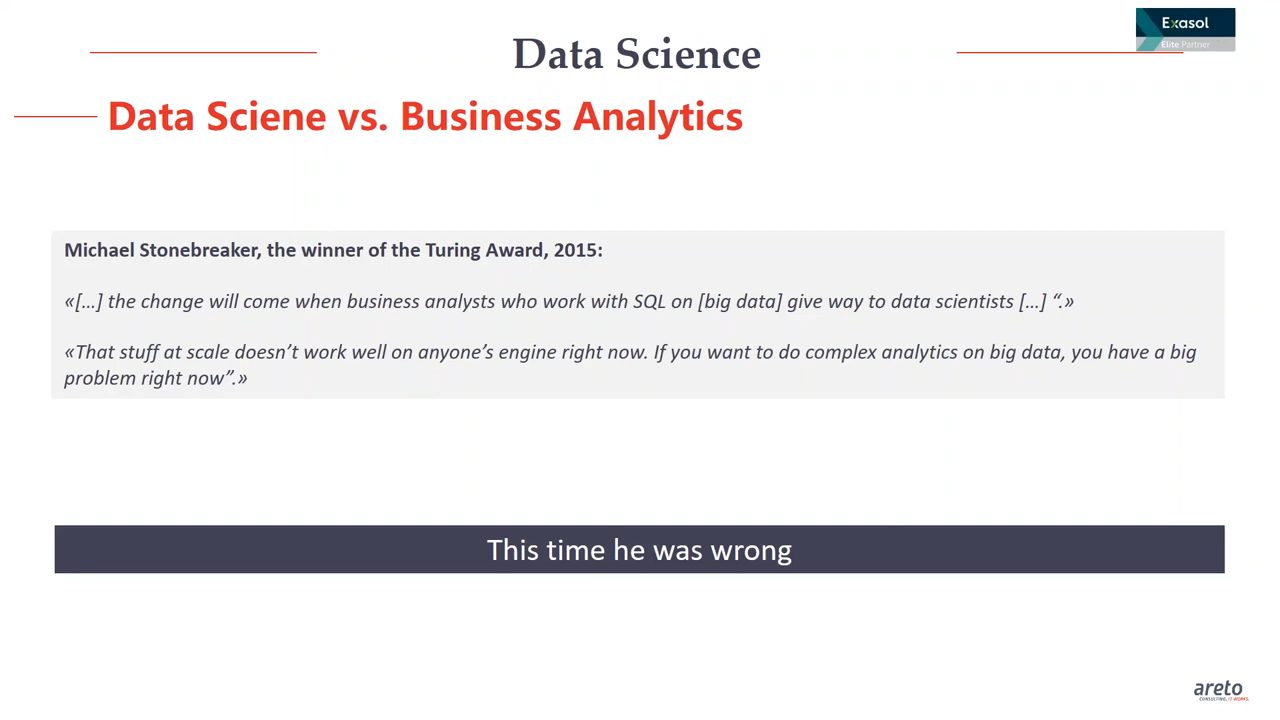 Exasol
Elite Partner
Data Science
Data Sciene vs. Business Analytics
Michael Stonebreaker, the winner of the Turing Award, 2015:
«[…] the change will come when business analysts who work with SQL on [big data] give way to data scientists […] “.»
«That stuff at scale doesn’t work well on anyone’s engine right now. If you want to do complex analytics on big data, you have a big
problem right now”.»
This time he was wrong
areto
CONSULTING. IT WORKS.